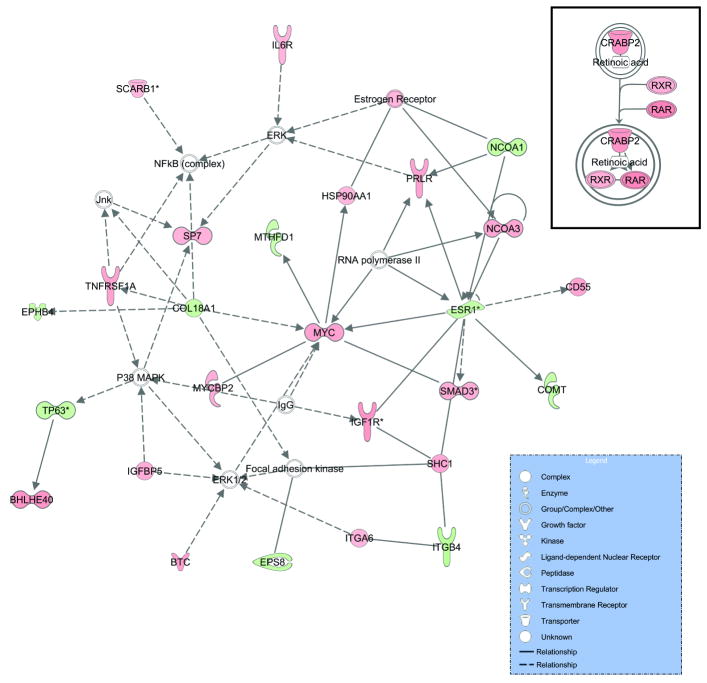 IL6R
SCARB1*
Estrogen Receptor
ERK
NCOA1
NFkB (complex)
PRLR
HSP90AA1
Jnk
SP7
MTHFD1
NCOA3
RNA polymerase II
TNFRSF1A
CD55
EPHB4
COL18A1
ESR1*
MYC
P38 MAPK
MYCBP2
SMAD3*
COMT
TP63*
IgG
IGF1R*
IGFBP5
Focal adhesion kinase
SHC1
ERK1/2
BHLHE40
ITGA6
ITGB4
BTC
EPS8
CRABP2
Retinoic acid
RXR
RAR
CRABP2
Retinoic acid
RXR
RAR
Legend
Complex
Enzyme
Group/Complex/Other
Growth factor
Kinase
Ligand-dependent Nuclear Receptor
Peptidase
Transcription Regulator
Transmembrane Receptor
Transporter
Unknown
Relationship
Relationship